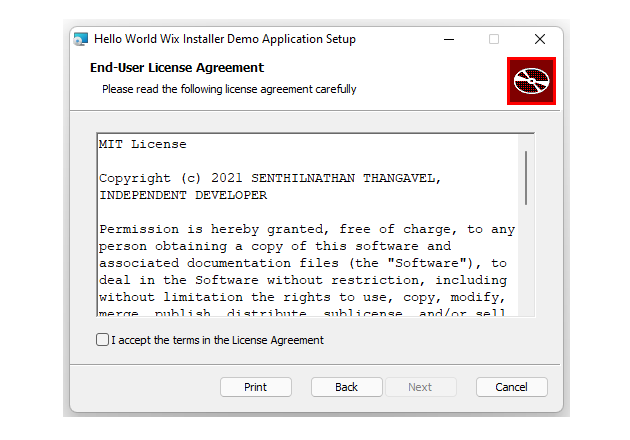 Hello World Wix Installer Demo Application Setup
End-User License Agreement
Please read the following license agreement carefully
MIT License
Copyright (c) 2021 SENTHILNATHAN THANGAVEL,
INDEPENDENT DEVELOPER
Permission is hereby granted, free of charge, to any
person obtaining a copy of this software and
associated documentation files (the "Software"), to
deal in the Software without restriction, including
without limitation the rights to use, copy, modify,
merge, publish, distribute, sublicense, and/or sell
I accept the terms in the License Agreement
Print Back Next Cancel